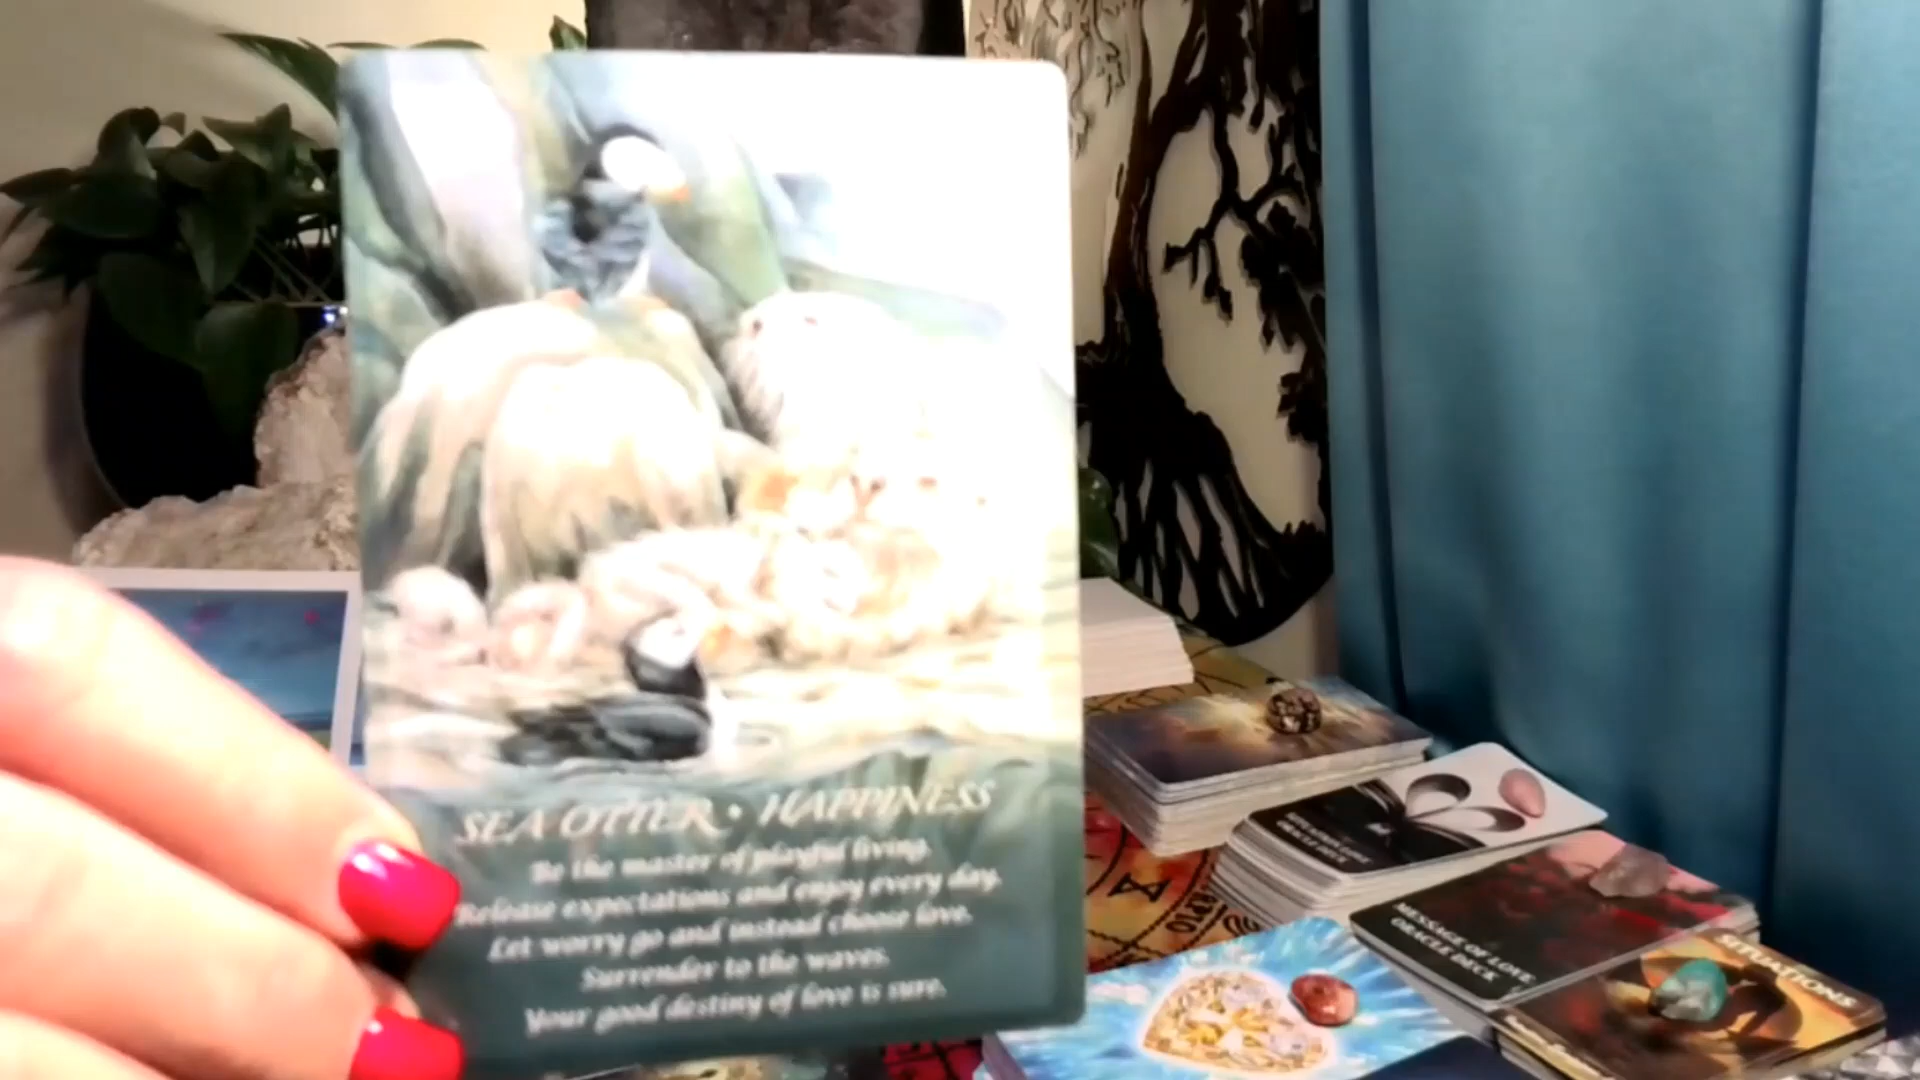 SEA OTTER • HAPPINESS
Be the master of playful living.
Release expectations and enjoy every day.
Let worry go and instead choose love.
Surrender to the waves.
Your good destiny of love is sure.
ORACLE DECK
MESSAGE OF LOVE
ORACLE DECK
SITUATIONS